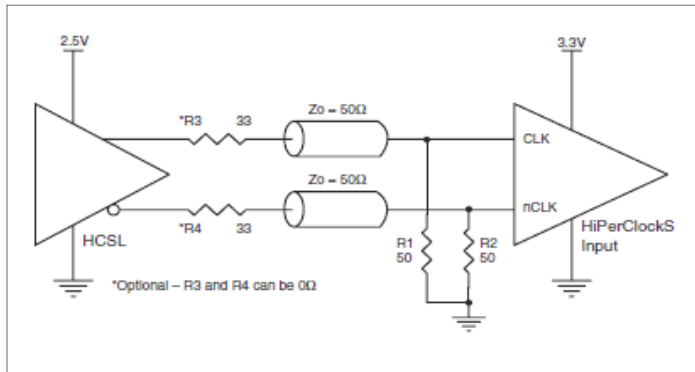 2.5V
3.3V
*R3 33
Zo – 50Ω
CLK
Zo – 50Ω
nCLK
*R4 33
HCSL
R1
50
R2
50
HiPerClockS
Input
*Optional – R3 and R4 can be 0Ω